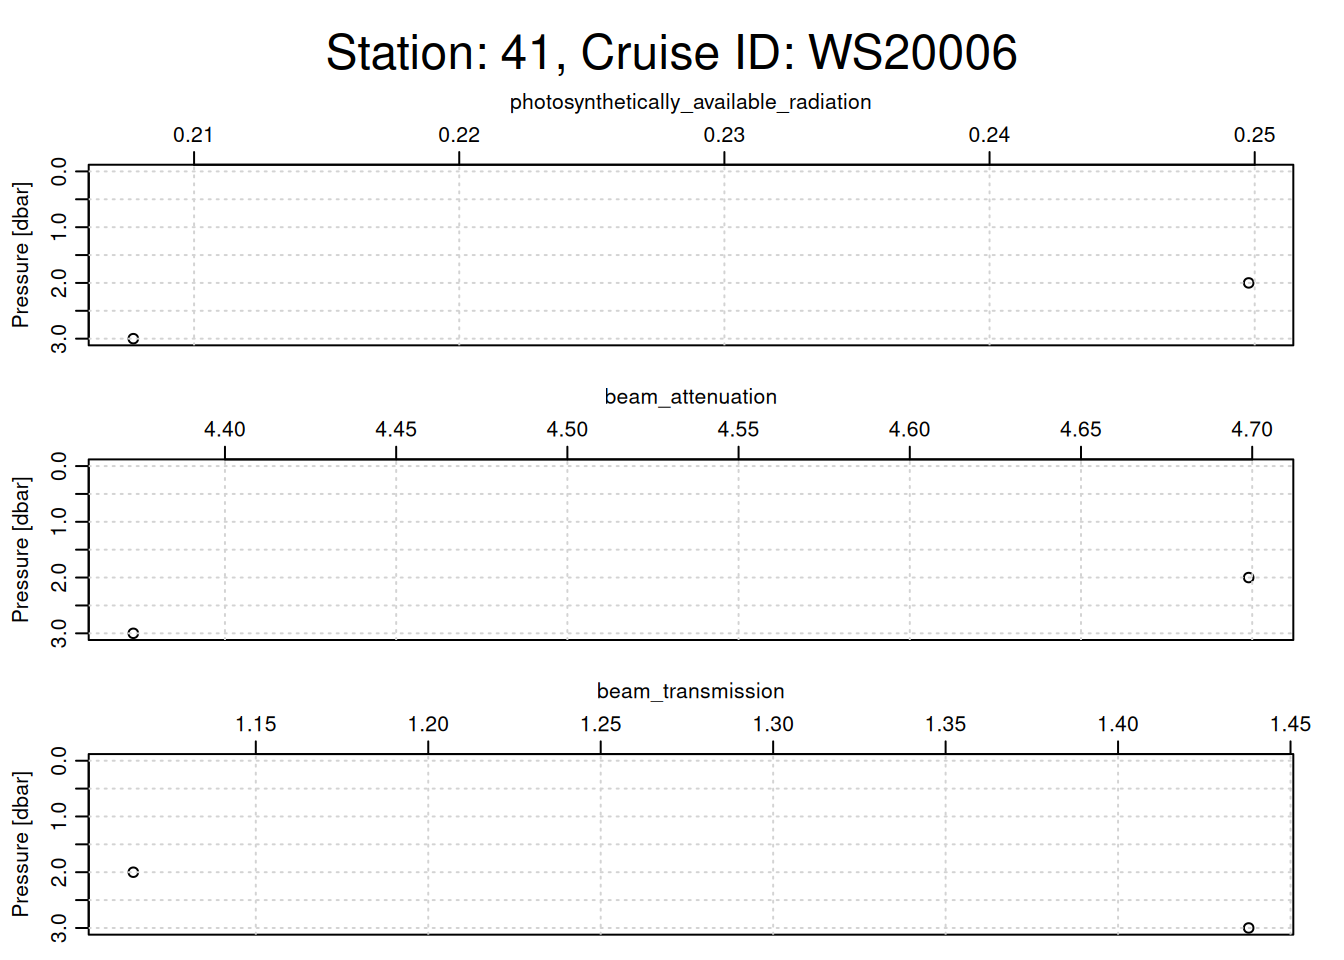 Station: 41, Cruise ID: WS20006
photosynthetically_available_radiation
0.21 0.22 0.23 0.24 0.25
Pressure [dbar]
0.0 1.0 2.0 3.0
beam_attenuation
4.40 4.45 4.50 4.55 4.60 4.65 4.70
Pressure [dbar]
0.0 1.0 2.0 3.0
beam_transmission
1.15 1.20 1.25 1.30 1.35 1.40 1.45
Pressure [dbar]
0.0 1.0 2.0 3.0